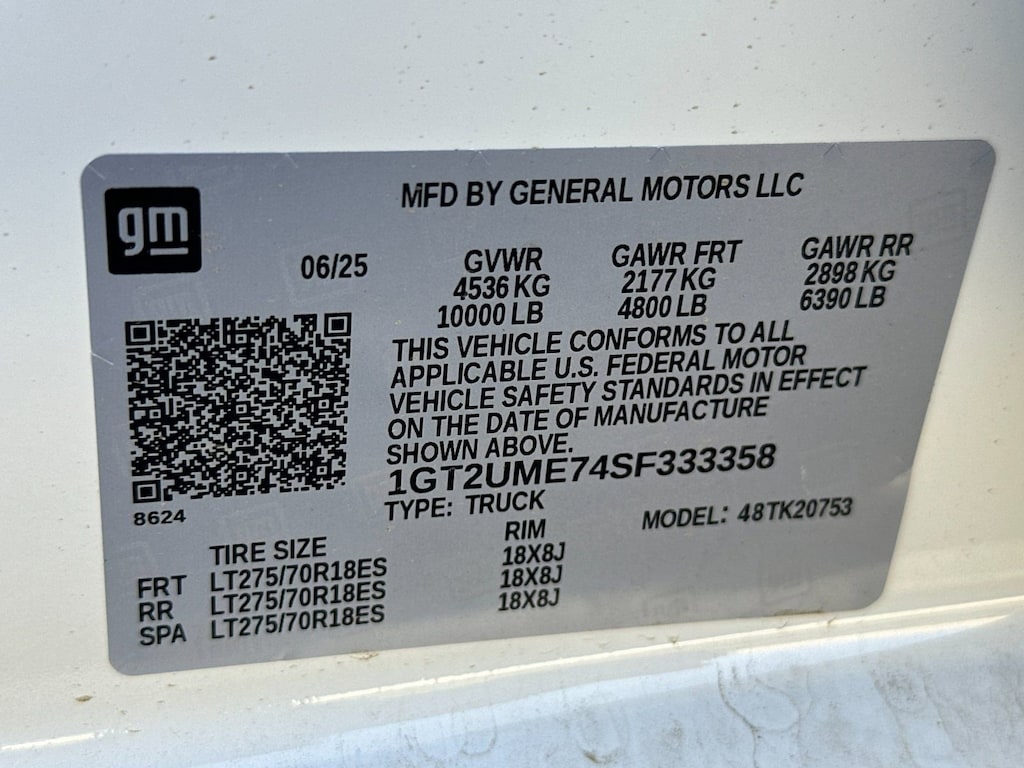 gm
MFD BY GENERAL MOTORS LLC
06/25
GVWR
4536 KG
10000 LB
GAWR FRT
2177 KG
4800 LB
GAWR RR
2898 KG
6390 LB
THIS VEHICLE CONFORMS TO ALL
APPLICABLE U.S. FEDERAL MOTOR
VEHICLE SAFETY STANDARDS IN EFFECT
ON THE DATE OF MANUFACTURE
SHOWN ABOVE.
1GT2UME74SF333358
TYPE: TRUCK
MODEL: 48TK20753
8624
TIRE SIZE RIM
FRT LT275/70R18ES 18X8J
RR LT275/70R18ES 18X8J
SPA LT275/70R18ES 18X8J